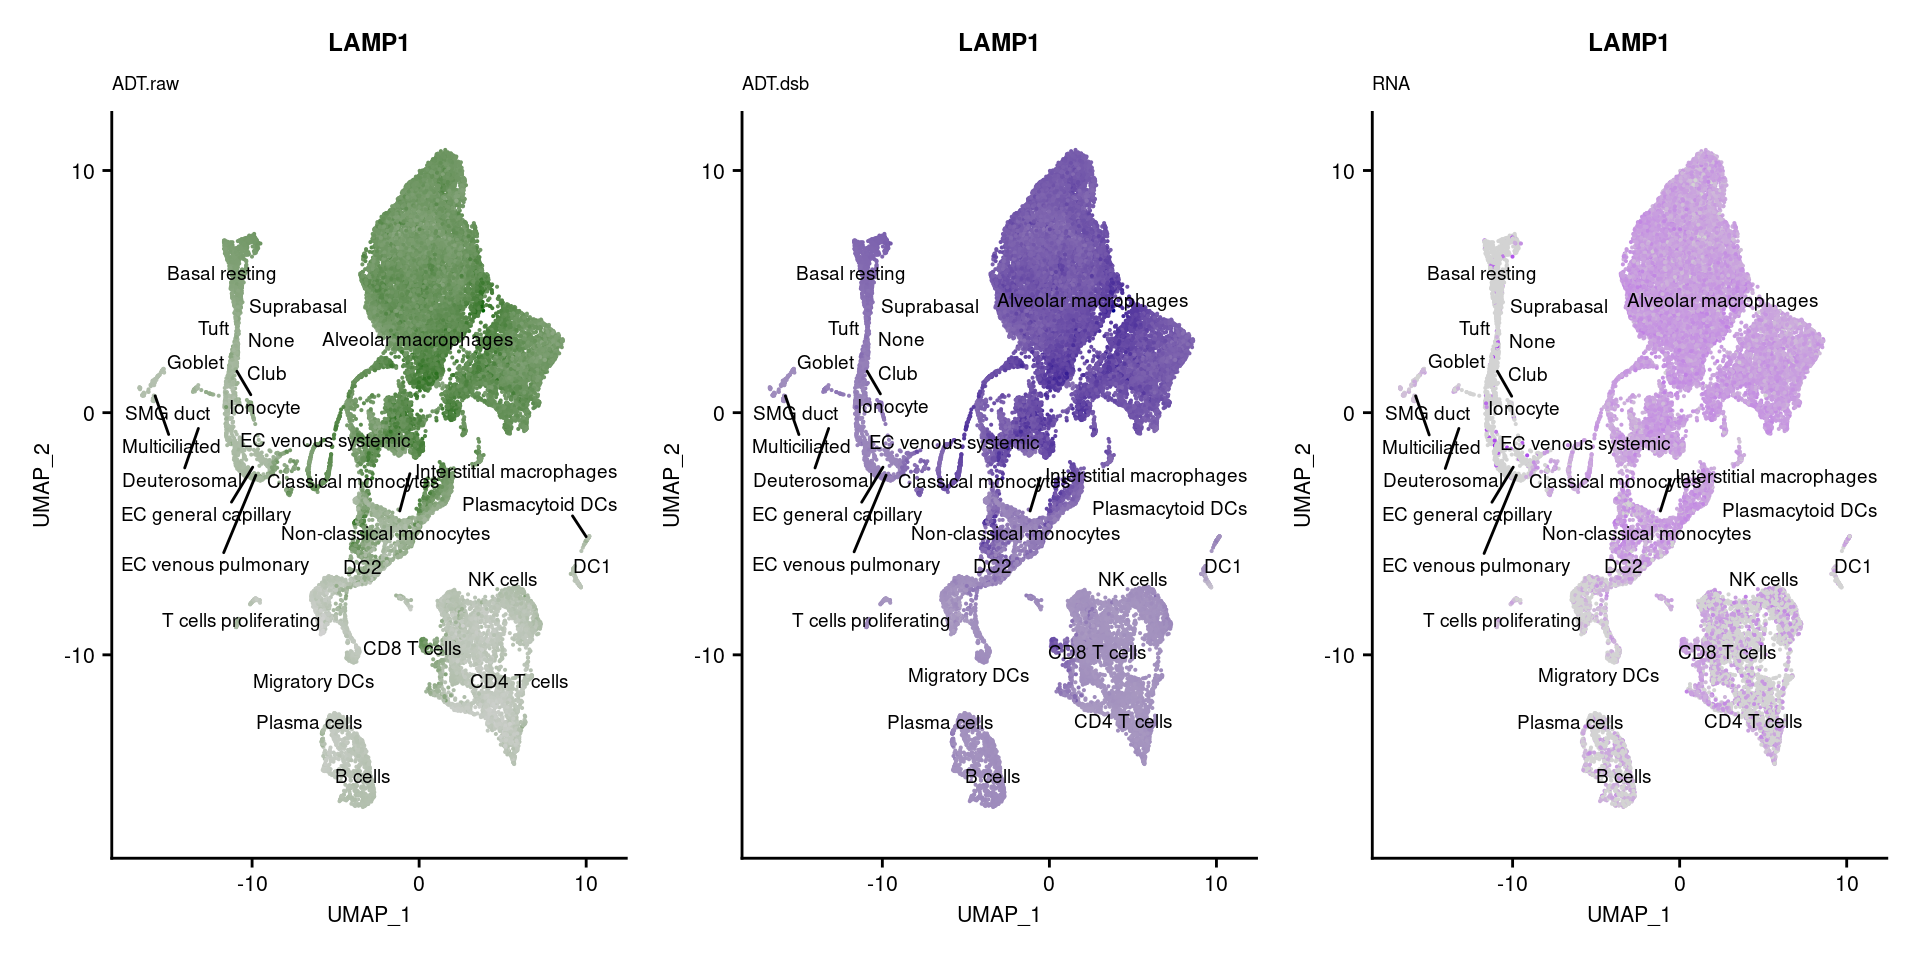 LAMP1
ADT.raw
10
0
-10
UMAP_2
Basal resting
Suprabasal
Tuft
None
Alveolar macrophages
Goblet
Club
SMG duct
Ionocyte
Multiciliated
EC venous systemic
Deuterosomal
Classical monocytes
Interstitial macrophages
EC general capillary
Plasmacytoid DCs
Non-classical monocytes
EC venous pulmonary
DC2
DC1
NK cells
T cells proliferating
CD8 T cells
Migratory DCs
CD4 T cells
Plasma cells
B cells
-10
0
10
UMAP_1
LAMP1
ADT.dsb
10
0
-10
UMAP_2
Basal resting
Alveolar macrophages
Suprabasal
Tuft
None
Goblet
Club
SMG duct
Ionocyte
Multiciliated
EC venous systemic
Deuterosomal
Classical monocytes
Interstitial macrophages
EC general capillary
Plasmacytoid DCs
Non-classical monocytes
EC venous pulmonary
DC2
DC1
NK cells
T cells proliferating
CD8 T cells
Migratory DCs
Plasma cells
CD4 T cells
B cells
-10
0
10
UMAP_1
LAMP1
RNA
10
0
-10
UMAP_2
Basal resting
Alveolar macrophages
Suprabasal
Tuft
None
Goblet
Club
SMG duct
Ionocyte
Multiciliated
EC venous systemic
Deuterosomal
Classical monocytes
Interstitial macrophages
EC general capillary
Plasmacytoid DCs
Non-classical monocytes
EC venous pulmonary
DC2
DC1
NK cells
T cells proliferating
CD8 T cells
Migratory DCs
Plasma cells
CD4 T cells
B cells
-10
0
10
UMAP_1